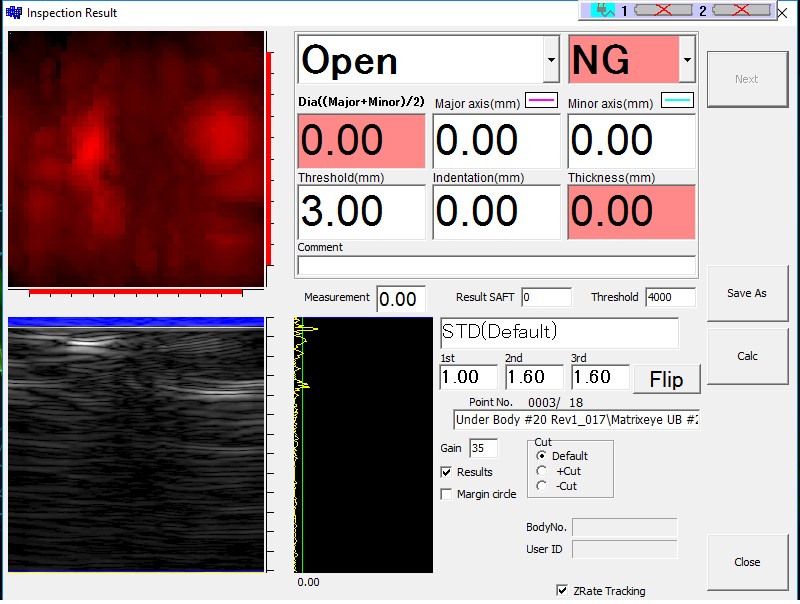 Inspection Result
1 2
Open NG
Next
Dia((Major+Minor)/2) Major axis(mm) Minor axis(mm)
0.00 0.00 0.00
Threshold(mm) Indentation(mm) Thickness(mm)
3.00 0.00 0.00
Comment
Measurement 0.00 Result SAFT 0 Threshold 4000
Save As
STD(Default)
1st 2nd 3rd
1.00 1.60 1.60 Flip
Calc
Point No. 0003/ 18
Under Body #20 Rev1_017\Matrixeye UB #2
Gain 35
Cut
Default
+Cut
-Cut
Results
Margin circle
BodyNo.
User ID
Close
0.00
ZRate Tracking